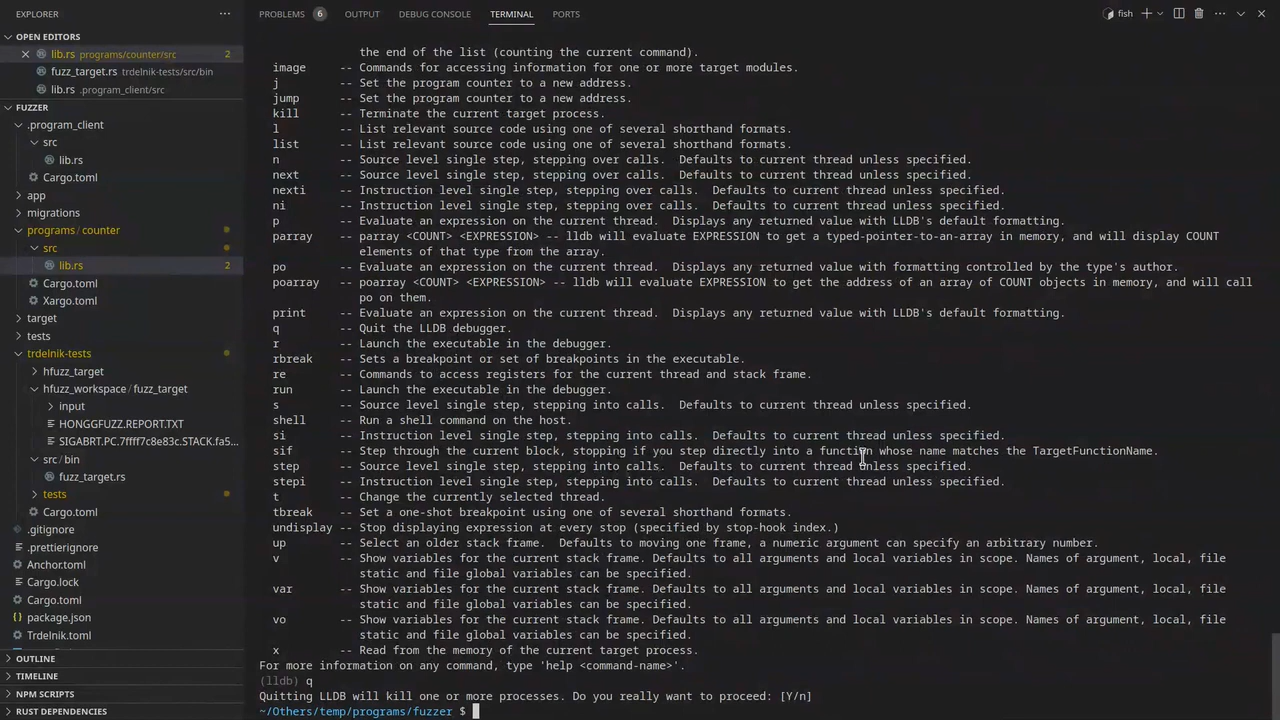 EXPLORER
OPEN EDITORS
lib.rs programs/counter/src 2
fuzz_target.rs trdelnik-tests/src/bin
lib.rs .program_client/src
FUZZER
.program_client
src
lib.rs
Cargo.toml
app
migrations
programs / counter
src
lib.rs 2
Cargo.toml
Xargo.toml
target
tests
trdelnik-tests
hfuzz_target
hfuzz_workspace / fuzz_target
input
HONGGFUZZ.REPORT.TXT
SIGABRT.PC.7ffff7c8e83c.STACK.fa5...
src / bin
fuzz_target.rs
tests
Cargo.toml
.gitignore
.prettierignore
Anchor.toml
Cargo.lock
Cargo.toml
package.json
Trdelnik.toml
OUTLINE
TIMELINE
NPM SCRIPTS
RUST DEPENDENCIES
PROBLEMS 6 OUTPUT DEBUG CONSOLE TERMINAL PORTS fish
the end of the list (counting the current command).
image -- Commands for accessing information for one or more target modules.
j -- Set the program counter to a new address.
jump -- Set the program counter to a new address.
kill -- Terminate the current target process.
l -- List relevant source code using one of several shorthand formats.
list -- List relevant source code using one of several shorthand formats.
n -- Source level single step, stepping over calls.  Defaults to current thread unless specified.
next -- Source level single step, stepping over calls.  Defaults to current thread unless specified.
nexti -- Instruction level single step, stepping over calls.  Defaults to current thread unless specified.
ni -- Instruction level single step, stepping over calls.  Defaults to current thread unless specified.
p -- Evaluate an expression on the current thread.  Displays any returned value with LLDB's default formatting.
parray -- parray <COUNT> <EXPRESSION> -- lldb will evaluate EXPRESSION to get a typed-pointer-to-an-array in memory, and will display COUNT
elements of that type from the array.
po -- Evaluate an expression on the current thread.  Displays any returned value with formatting controlled by the type's author.
poarray -- poarray <COUNT> <EXPRESSION> -- lldb will evaluate EXPRESSION to get the address of an array of COUNT objects in memory, and will call
po on them.
print -- Evaluate an expression on the current thread.  Displays any returned value with LLDB's default formatting.
q -- Quit the LLDB debugger.
r -- Launch the executable in the debugger.
rbreak -- Sets a breakpoint or set of breakpoints in the executable.
re -- Commands to access registers for the current thread and stack frame.
run -- Launch the executable in the debugger.
s -- Source level single step, stepping into calls.  Defaults to current thread unless specified.
shell -- Run a shell command on the host.
si -- Instruction level single step, stepping into calls.  Defaults to current thread unless specified.
sif -- Step through the current block, stopping if you step directly into a function whose name matches the TargetFunctionName.
step -- Source level single step, stepping into calls.  Defaults to current thread unless specified.
stepi -- Instruction level single step, stepping into calls.  Defaults to current thread unless specified.
t -- Change the currently selected thread.
tbreak -- Set a one-shot breakpoint using one of several shorthand formats.
undisplay -- Stop displaying expression at every stop (specified by stop-hook index.)
up -- Select an older stack frame.  Defaults to moving one frame, a numeric argument can specify an arbitrary number.
v -- Show variables for the current stack frame. Defaults to all arguments and local variables in scope. Names of argument, local, file
static and file global variables can be specified.
var -- Show variables for the current stack frame. Defaults to all arguments and local variables in scope. Names of argument, local, file
static and file global variables can be specified.
vo -- Show variables for the current stack frame. Defaults to all arguments and local variables in scope. Names of argument, local, file
static and file global variables can be specified.
x -- Read from the memory of the current target process.
For more information on any command, type 'help <command-name>'.
(lldb) q
Quitting LLDB will kill one or more processes. Do you really want to proceed: [Y/n]
~/Others/temp/programs/fuzzer $